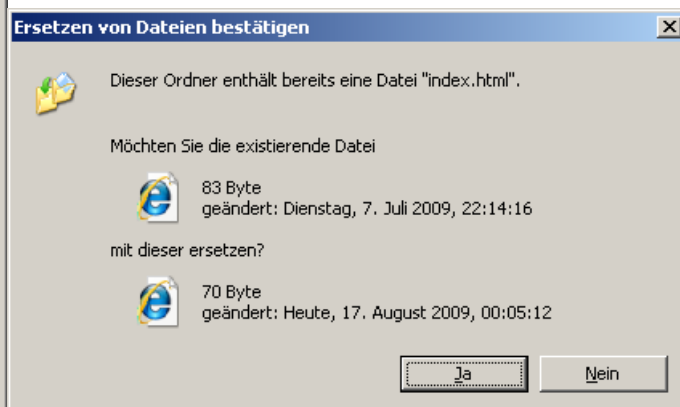 Ersetzen von Dateien bestätigen
Dieser Ordner enthält bereits eine Datei "index.html".
Möchten Sie die existierende Datei
83 Byte
geändert: Dienstag, 7. Juli 2009, 22:14:16
mit dieser ersetzen?
70 Byte
geändert: Heute, 17. August 2009, 00:05:12
Ja
Nein